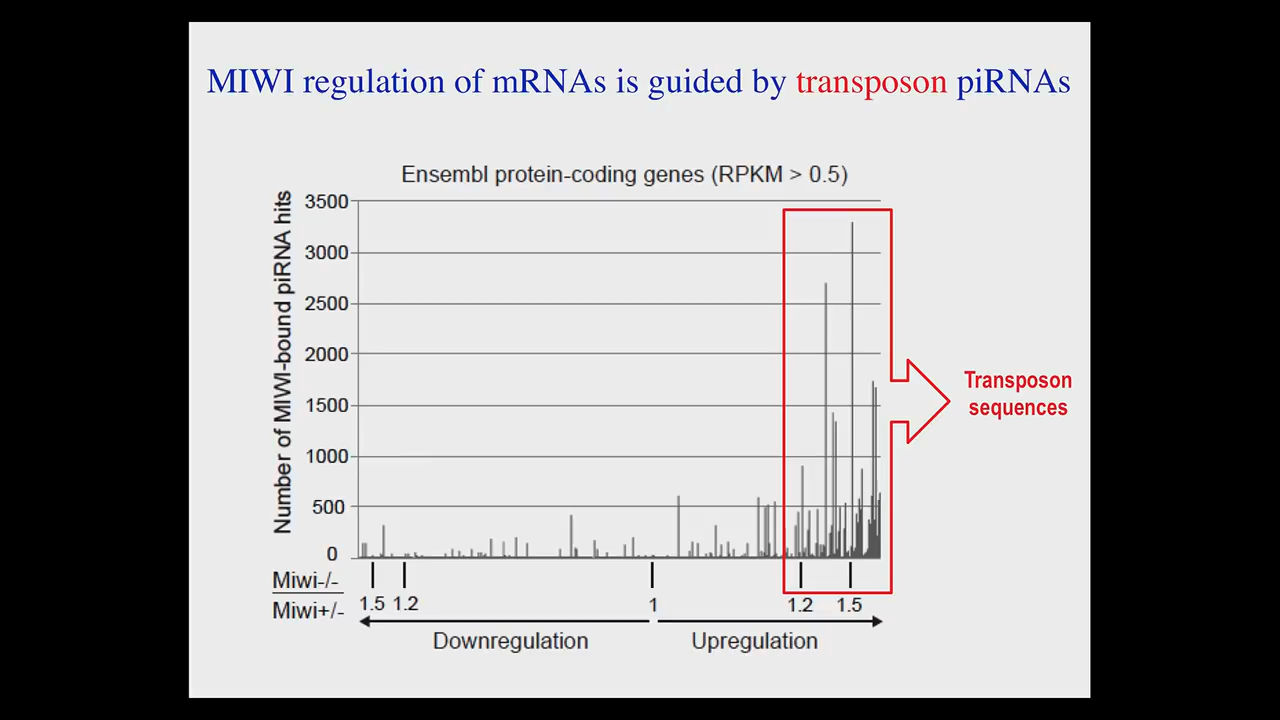 MIWI regulation of mRNAs is guided by transposon piRNAs
Ensembl protein-coding genes (RPKM > 0.5)
Number of MIWI-bound piRNA hits
3500
3000
2500
2000
1500
1000
500
0
Transposon
sequences
Miwi-/-
Miwi+/-
1.5 1.2 1 1.2 1.5
Downregulation Upregulation